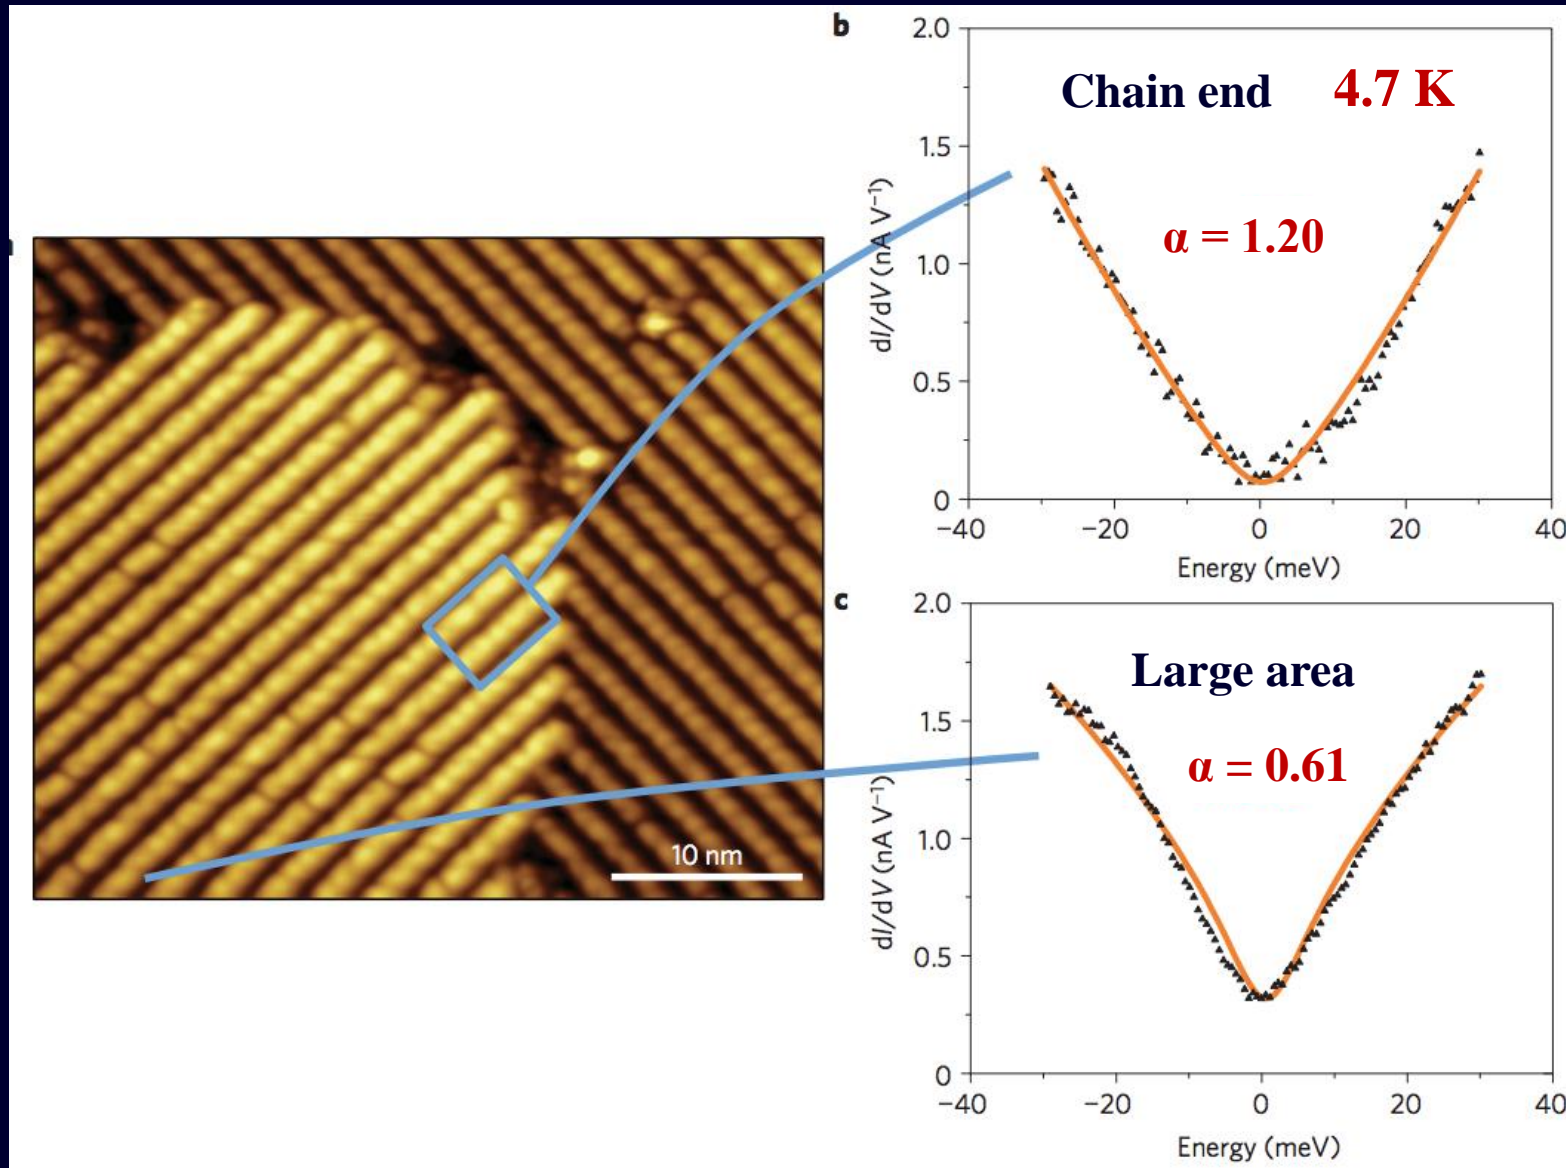 b
2.0
1.5
1.0
0.5
0
Chain end 4.7 K
α = 1.20
dI/dV (nA V⁻¹)
−40 −20 0 20 40
Energy (meV)
10 nm
c
2.0
1.5
1.0
0.5
0
Large area
α = 0.61
dI/dV (nA V⁻¹)
−40 −20 0 20 40
Energy (meV)